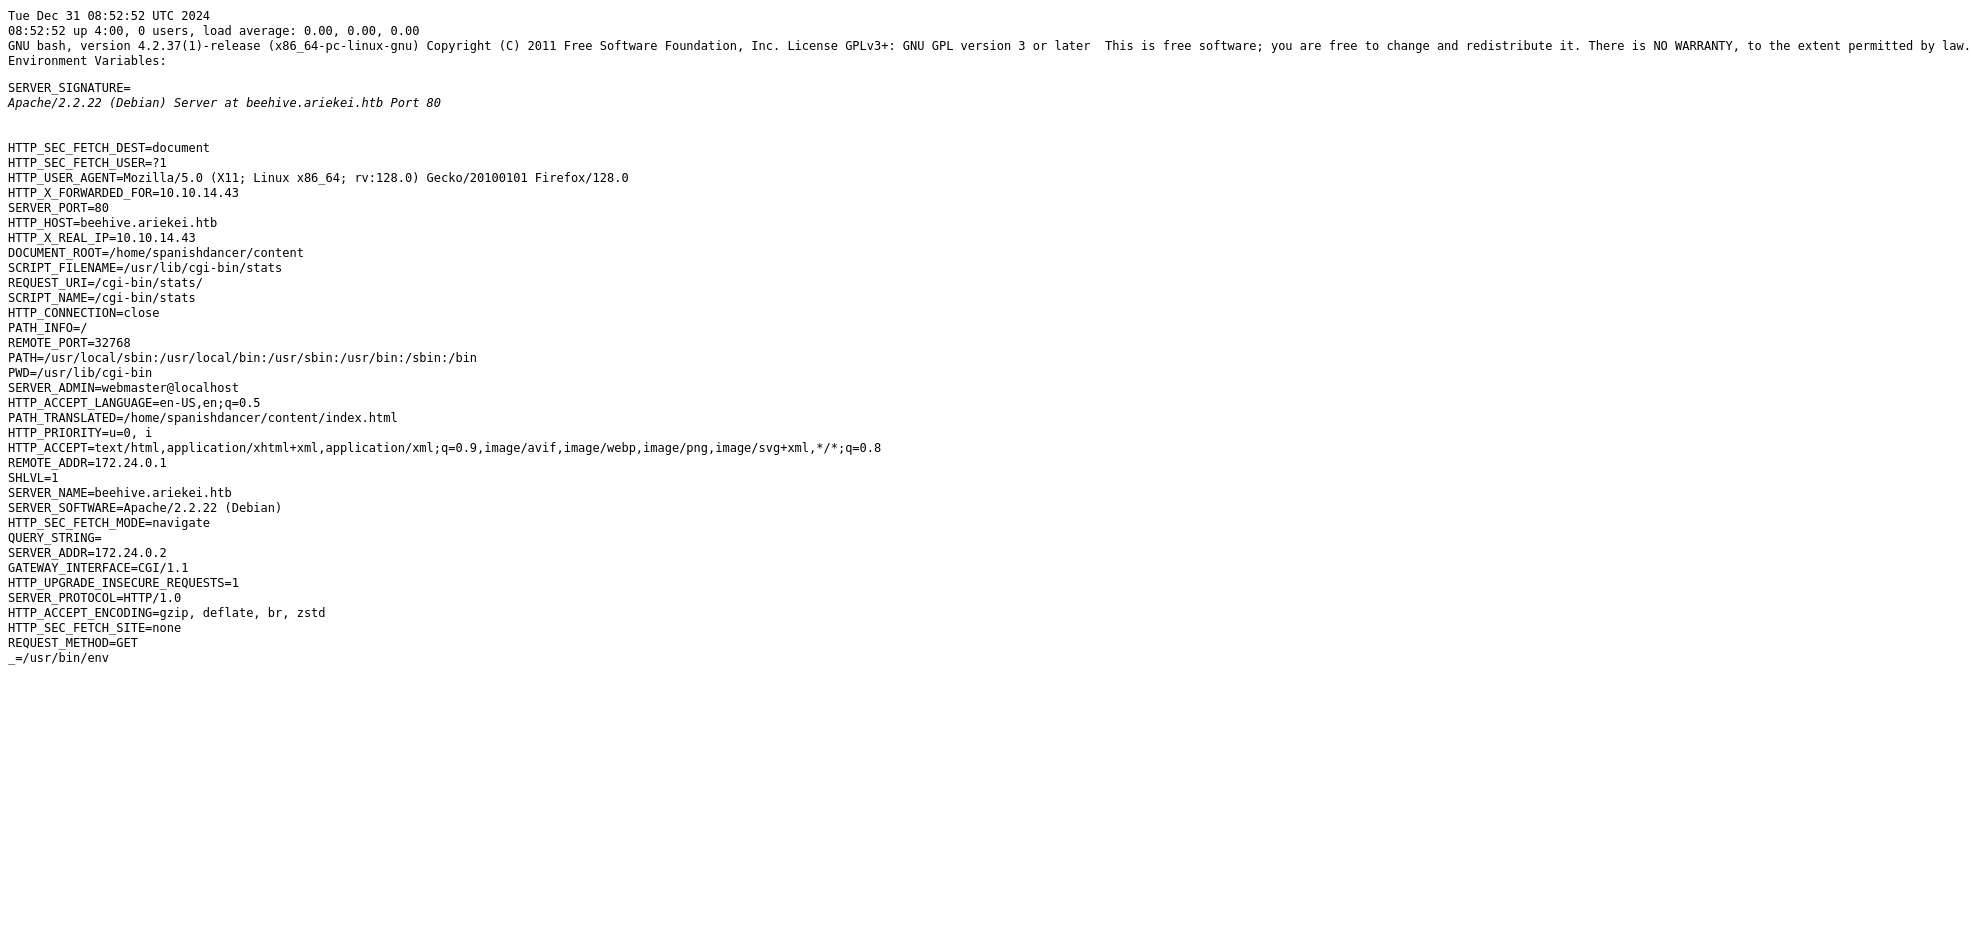 Tue Dec 31 08:52:52 UTC 2024
08:52:52 up 4:00, 0 users, load average: 0.00, 0.00, 0.00
GNU bash, version 4.2.37(1)-release (x86_64-pc-linux-gnu) Copyright (C) 2011 Free Software Foundation, Inc. License GPLv3+: GNU GPL version 3 or later  This is free software; you are free to change and redistribute it. There is NO WARRANTY, to the extent permitted by law.
Environment Variables:
SERVER_SIGNATURE=
Apache/2.2.22 (Debian) Server at beehive.ariekei.htb Port 80
HTTP_SEC_FETCH_DEST=document
HTTP_SEC_FETCH_USER=?1
HTTP_USER_AGENT=Mozilla/5.0 (X11; Linux x86_64; rv:128.0) Gecko/20100101 Firefox/128.0
HTTP_X_FORWARDED_FOR=10.10.14.43
SERVER_PORT=80
HTTP_HOST=beehive.ariekei.htb
HTTP_X_REAL_IP=10.10.14.43
DOCUMENT_ROOT=/home/spanishdancer/content
SCRIPT_FILENAME=/usr/lib/cgi-bin/stats
REQUEST_URI=/cgi-bin/stats/
SCRIPT_NAME=/cgi-bin/stats
HTTP_CONNECTION=close
PATH_INFO=/
REMOTE_PORT=32768
PATH=/usr/local/sbin:/usr/local/bin:/usr/sbin:/usr/bin:/sbin:/bin
PWD=/usr/lib/cgi-bin
SERVER_ADMIN=webmaster@localhost
HTTP_ACCEPT_LANGUAGE=en-US,en;q=0.5
PATH_TRANSLATED=/home/spanishdancer/content/index.html
HTTP_PRIORITY=u=0, i
HTTP_ACCEPT=text/html,application/xhtml+xml,application/xml;q=0.9,image/avif,image/webp,image/png,image/svg+xml,*/*;q=0.8
REMOTE_ADDR=172.24.0.1
SHLVL=1
SERVER_NAME=beehive.ariekei.htb
SERVER_SOFTWARE=Apache/2.2.22 (Debian)
HTTP_SEC_FETCH_MODE=navigate
QUERY_STRING=
SERVER_ADDR=172.24.0.2
GATEWAY_INTERFACE=CGI/1.1
HTTP_UPGRADE_INSECURE_REQUESTS=1
SERVER_PROTOCOL=HTTP/1.0
HTTP_ACCEPT_ENCODING=gzip, deflate, br, zstd
HTTP_SEC_FETCH_SITE=none
REQUEST_METHOD=GET
_=/usr/bin/env